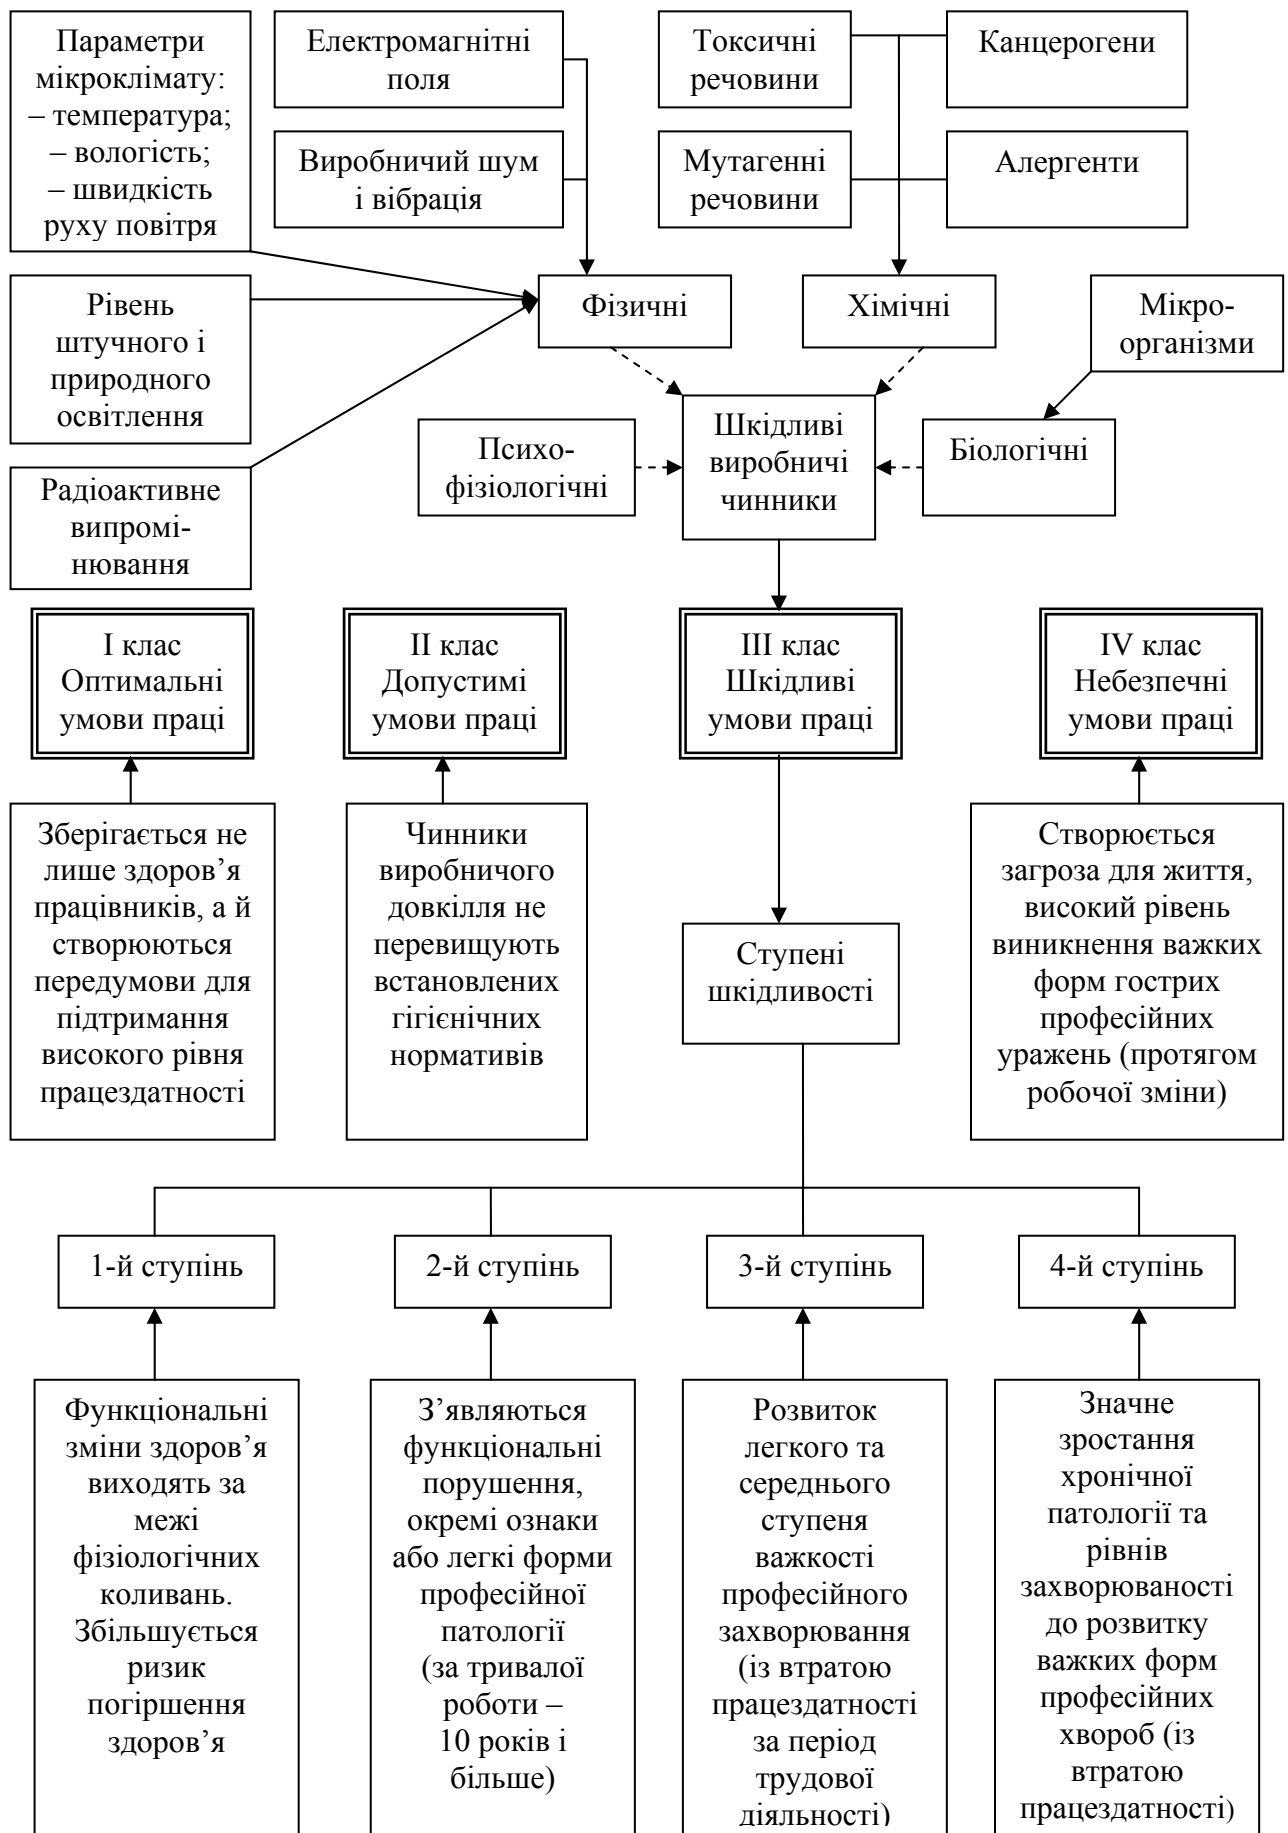 Параметри
мікроклімату:
– температура;
– вологість;
– швидкість
руху повітря
Електромагнітні
поля
Токсичні
речовини
Канцерогени
Виробничий шум
і вібрація
Мутагенні
речовини
Алергенти
Рівень
штучного і
природного
освітлення
Фізичні
Хімічні
Мікро-
організми
Радіоактивне
випромі-
нювання
Психо-
фізіологічні
Шкідливі
виробничі
чинники
Біологічні
I клас
Оптимальні
умови праці
II клас
Допустимі
умови праці
III клас
Шкідливі
умови праці
IV клас
Небезпечні
умови праці
Зберігається не
лише здоров’я
працівників, а й
створюються
передумови для
підтримання
високого рівня
працездатності
Чинники
виробничого
довкілля не
перевищують
встановлених
гігієнічних
нормативів
Ступені
шкідливості
Створюється
загроза для життя,
високий рівень
виникнення важких
форм гострих
професійних
уражень (протягом
робочої зміни)
1-й ступінь
2-й ступінь
3-й ступінь
4-й ступінь
Функціональні
зміни здоров’я
виходять за
межі
фізіологічних
коливань.
Збільшується
ризик
погіршення
здоров’я
З’являються
функціональні
порушення,
окремі ознаки
або легкі форми
професійної
патології
(за тривалої
роботи –
10 років і
більше)
Розвиток
легкого та
середнього
ступеня
важкості
професійного
захворювання
(із втратою
працездатності
за період
трудової
діяльності)
Значне
зростання
хронічної
патології та
рівнів
захворюваності
до розвитку
важких форм
професійних
хвороб (із
втратою
працездатності)